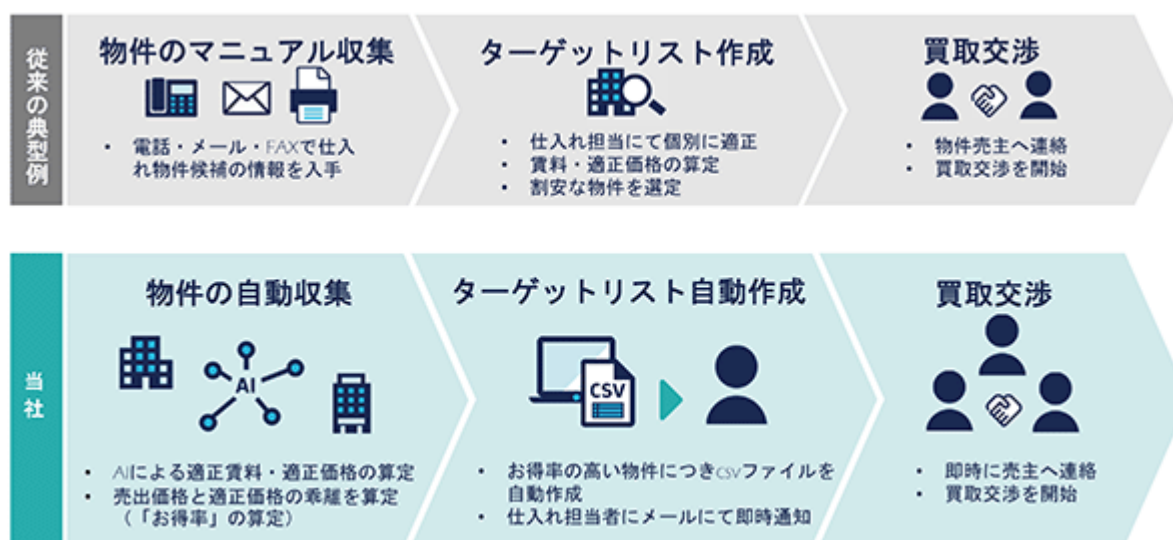 従来の典型例
物件のマニュアル収集
• 電話・メール・FAXで仕入
れ物件候補の情報を入手
ターゲットリスト作成
• 仕入れ担当にて個別に適正
• 賃料・適正価格の算定
• 割安な物件を選定
買取交渉
• 物件売主へ連絡
• 買取交渉を開始
当社
物件の自動収集
AI
• AIによる適正賃料・適正価格の算定
• 売出価格と適正価格の乖離を算定
（「お得率」の算定）
ターゲットリスト自動作成
CSV
• お得率の高い物件につきCSVファイルを
自動作成
• 仕入れ担当者にメールにて即時通知
買取交渉
• 即時に売主へ連絡
• 買取交渉を開始